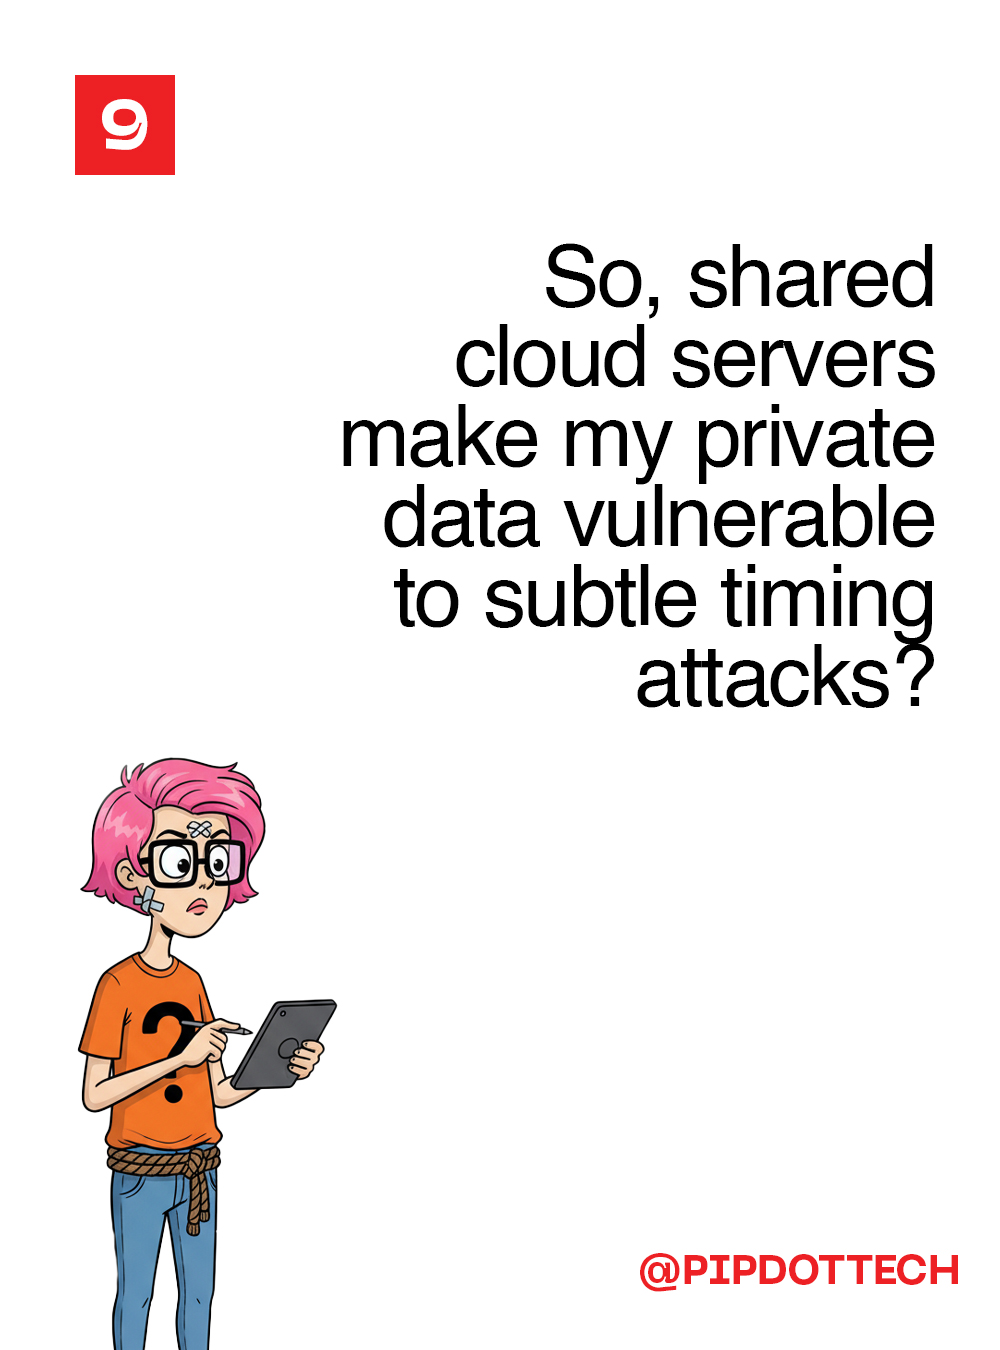 9
So, shared
cloud servers
make my private
data vulnerable
to subtle timing
attacks?
?
@PIPDOTTECH